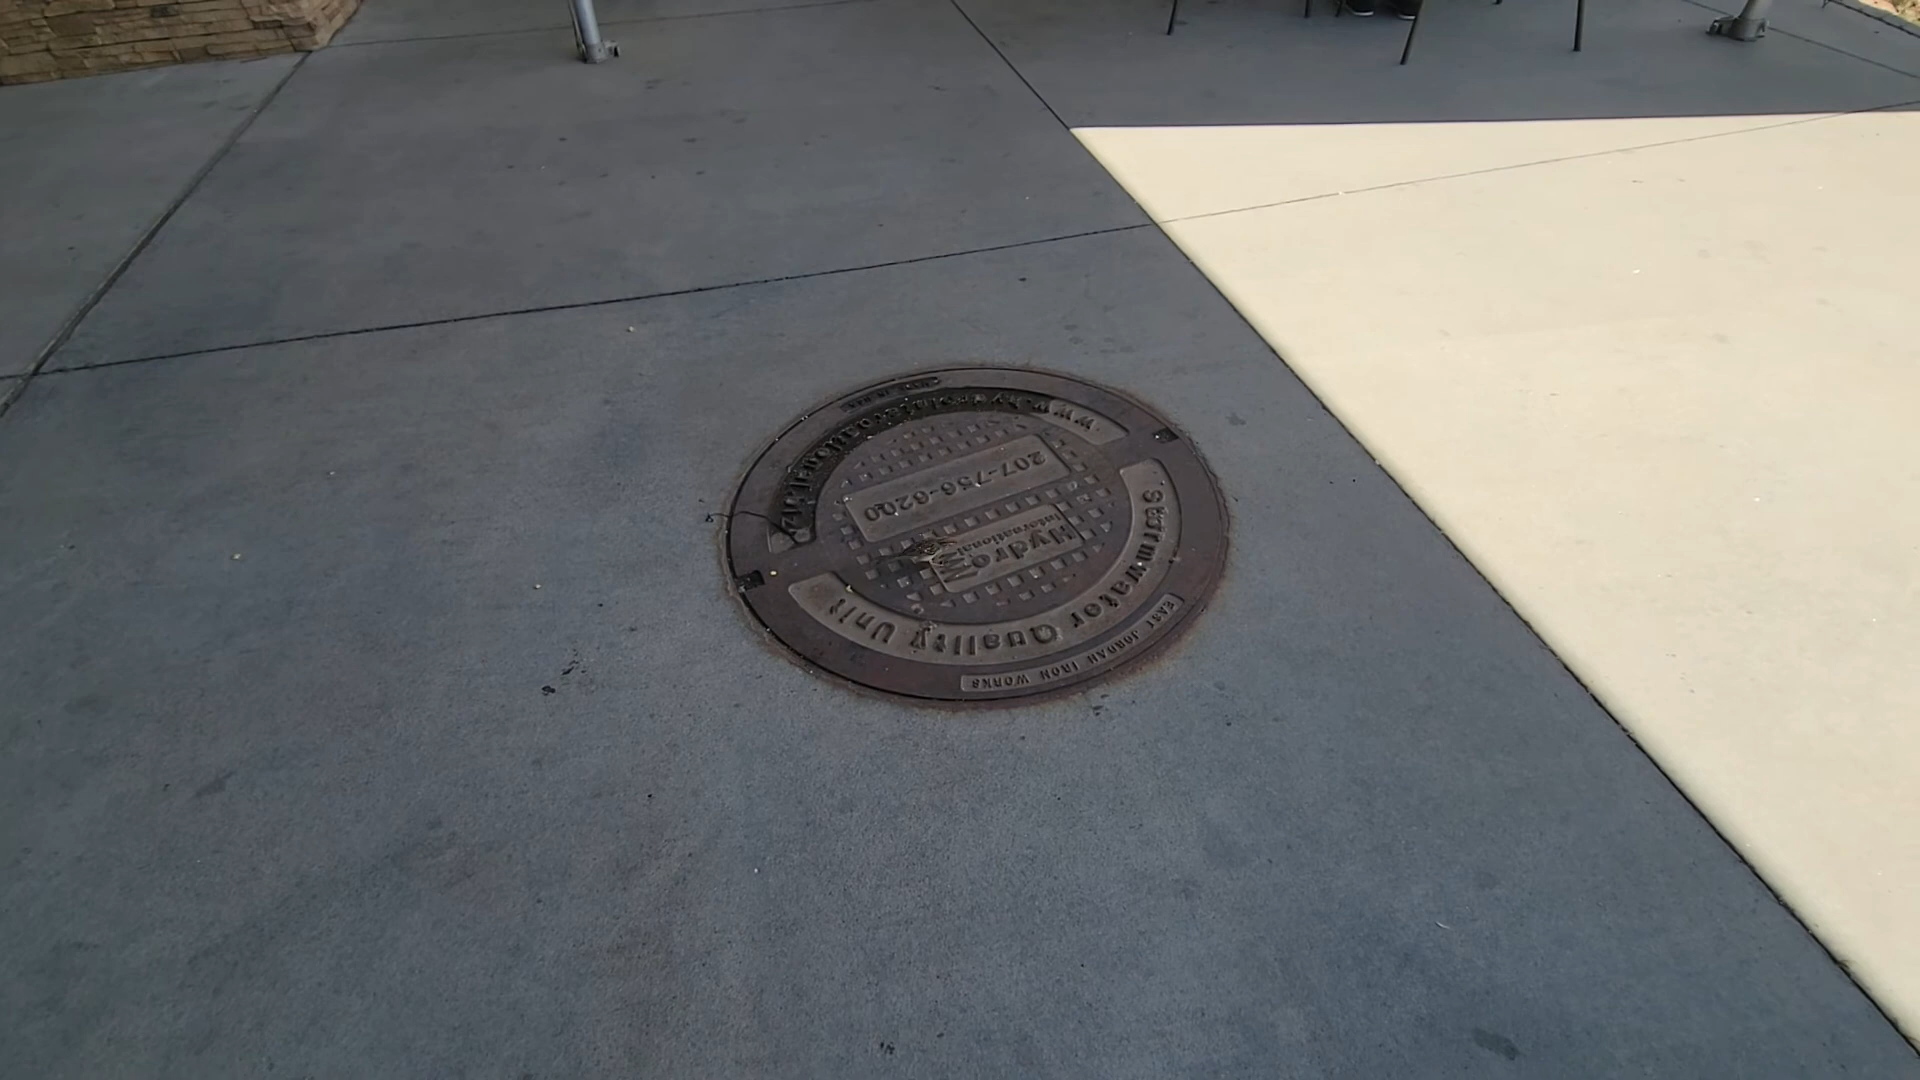 Stormwater Quality Unit
Hydro
International
207-756-6200
www.hydrointernational.biz
EAST JORDAN IRON WORKS